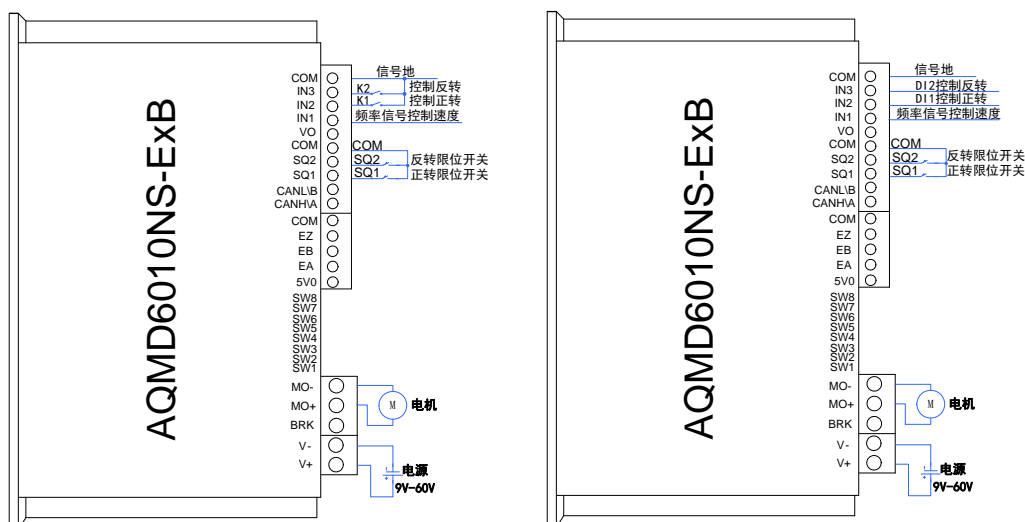 AQMD6010NS-ExB
COM 信号地
IN3 K2 控制反转
IN2 K1 控制正转
IN1 频率信号控制速度
VO
COM COM
SQ2 SQ2 反转限位开关
SQ1 SQ1 正转限位开关
CANL\B
CANH\A
COM
EZ
EB
EA
5V0
SW8
SW7
SW6
SW5
SW4
SW3
SW2
SW1
MO-
MO+ M 电机
BRK
V-
V+ 电源
9V-60V
AQMD6010NS-ExB
COM 信号地
IN3 DI2控制反转
IN2 DI1控制正转
IN1 频率信号控制速度
VO
COM COM
SQ2 SQ2 反转限位开关
SQ1 SQ1 正转限位开关
CANL\B
CANH\A
COM
EZ
EB
EA
5V0
SW8
SW7
SW6
SW5
SW4
SW3
SW2
SW1
MO-
MO+ M 电机
BRK
V-
V+ 电源
9V-60V